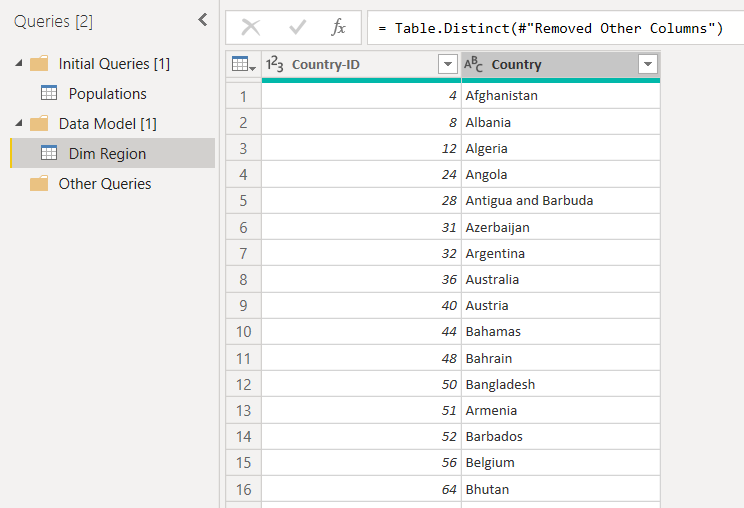 Queries [2]
Initial Queries [1]
Populations
Data Model [1]
Dim Region
Other Queries
fx = Table.Distinct(#"Removed Other Columns")
1²3 Country-ID ABC Country
1 4 Afghanistan
2 8 Albania
3 12 Algeria
4 24 Angola
5 28 Antigua and Barbuda
6 31 Azerbaijan
7 32 Argentina
8 36 Australia
9 40 Austria
10 44 Bahamas
11 48 Bahrain
12 50 Bangladesh
13 51 Armenia
14 52 Barbados
15 56 Belgium
16 64 Bhutan